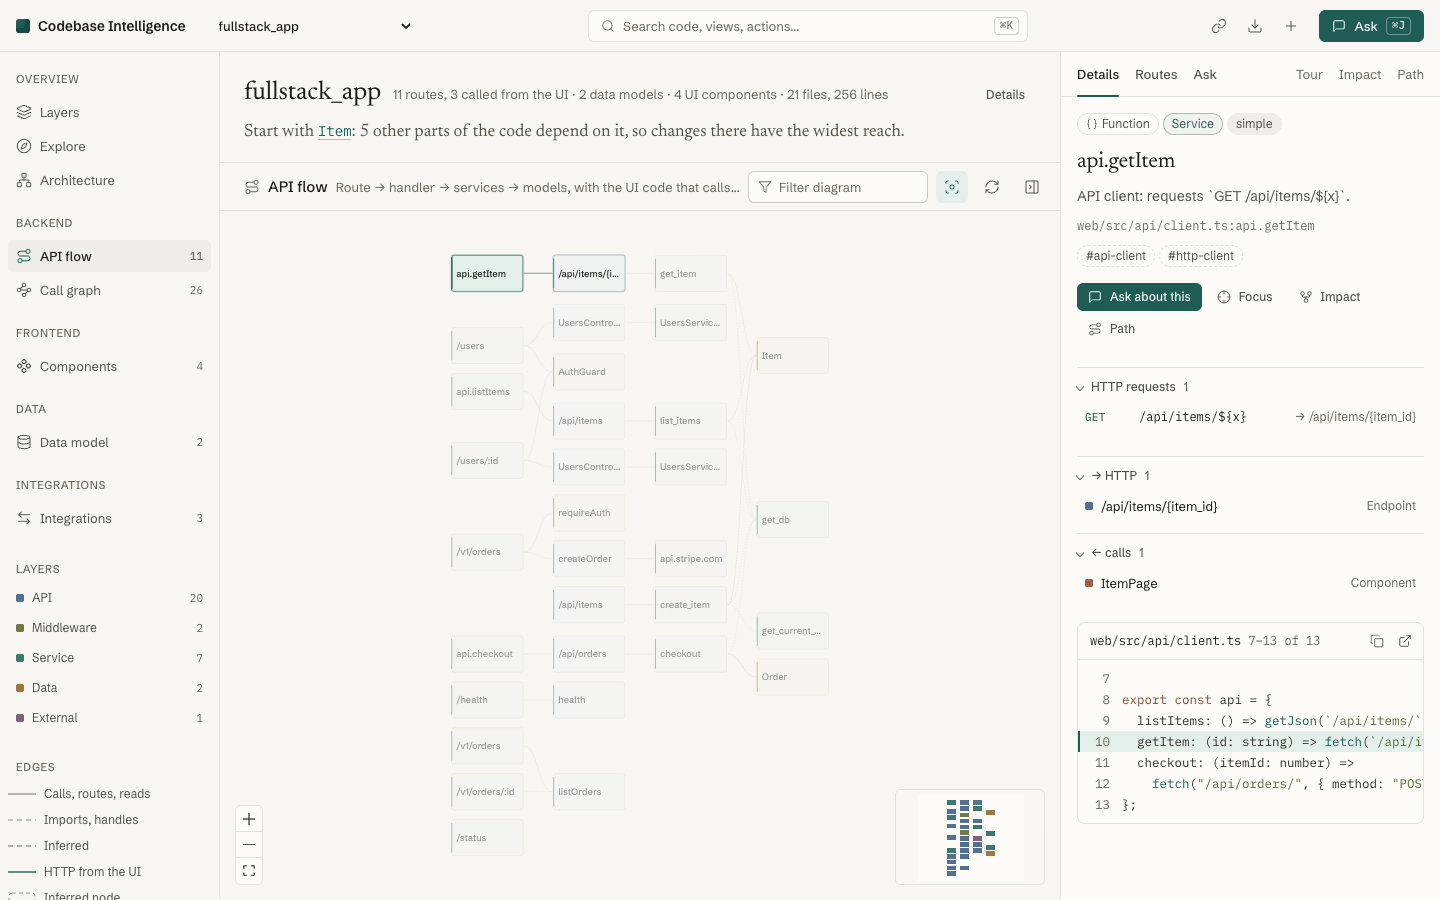 Codebase Intelligence
fullstack_app
Search code, views, actions...
⌘K
Ask ⌘J
OVERVIEW
Layers
Explore
Architecture
BACKEND
API flow 11
Call graph 26
FRONTEND
Components 4
DATA
Data model 2
INTEGRATIONS
Integrations 3
LAYERS
API 20
Middleware 2
Service 7
Data 2
External 1
EDGES
Calls, routes, reads
Imports, handles
Inferred
HTTP from the UI
Inferred node
fullstack_app 11 routes, 3 called from the UI · 2 data models · 4 UI components · 21 files, 256 lines
Details
Start with Item: 5 other parts of the code depend on it, so changes there have the widest reach.
API flow Route → handler → services → models, with the UI code that calls...
Filter diagram
api.getItem /api/items/{i... get_item
UsersContro... UsersServic...
/users
Item
AuthGuard
api.listItems
/api/items list_items
/users/:id
UsersContro... UsersServic...
requireAuth
get_db
/v1/orders
createOrder api.stripe.com
/api/items create_item
get_current_...
api.checkout /api/orders checkout
Order
/health health
/v1/orders
/v1/orders/:id listOrders
/status
Details Routes Ask Tour Impact Path
{} Function Service simple
api.getItem
API client: requests `GET /api/items/${x}`.
web/src/api/client.ts:api.getItem
#api-client #http-client
Ask about this Focus Impact
Path
HTTP requests 1
GET /api/items/${x} → /api/items/{item_id}
→ HTTP 1
/api/items/{item_id} Endpoint
← calls 1
ItemPage Component
web/src/api/client.ts 7–13 of 13
7
8 export const api = {
9 listItems: () => getJson(`/api/items/`
10 getItem: (id: string) => fetch(`/api/i
11 checkout: (itemId: number) =>
12 fetch("/api/orders/", { method: "POS
13 };